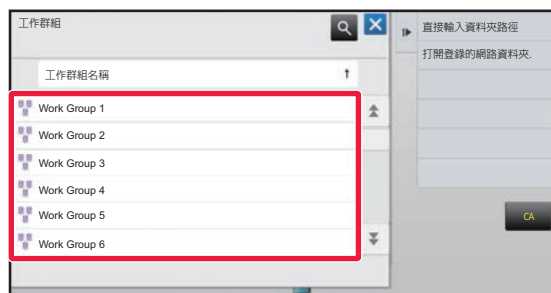 工作群組
工作群組名稱
Work Group 1
Work Group 2
Work Group 3
Work Group 4
Work Group 5
Work Group 6
直接輸入資料夾路徑
打開登錄的網路資料夾.
CA